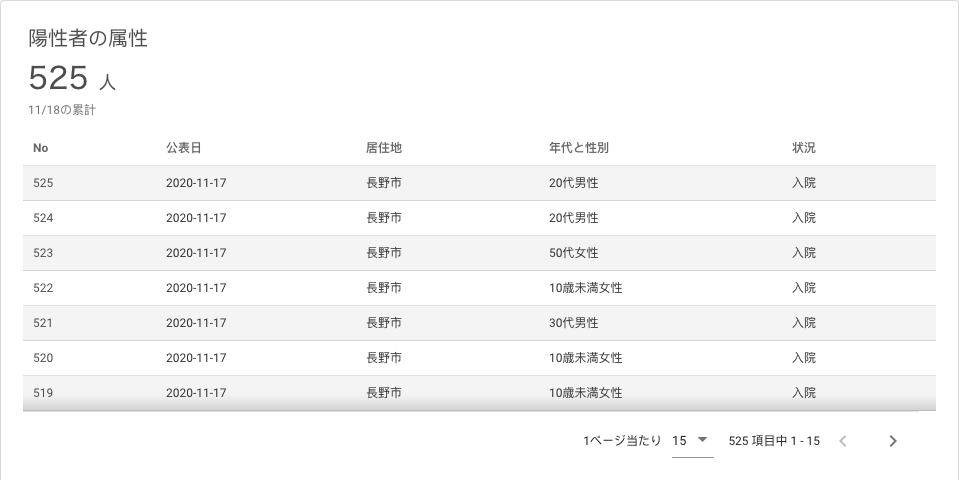 陽性者の属性
525 人
11/18の累計
No 公表日 居住地 年代と性別 状況
525 2020-11-17 長野市 20代男性 入院
524 2020-11-17 長野市 20代男性 入院
523 2020-11-17 長野市 50代女性 入院
522 2020-11-17 長野市 10歳未満女性 入院
521 2020-11-17 長野市 30代男性 入院
520 2020-11-17 長野市 10歳未満女性 入院
519 2020-11-17 長野市 10歳未満女性 入院
1ページ当たり 15 525 項目中 1 - 15